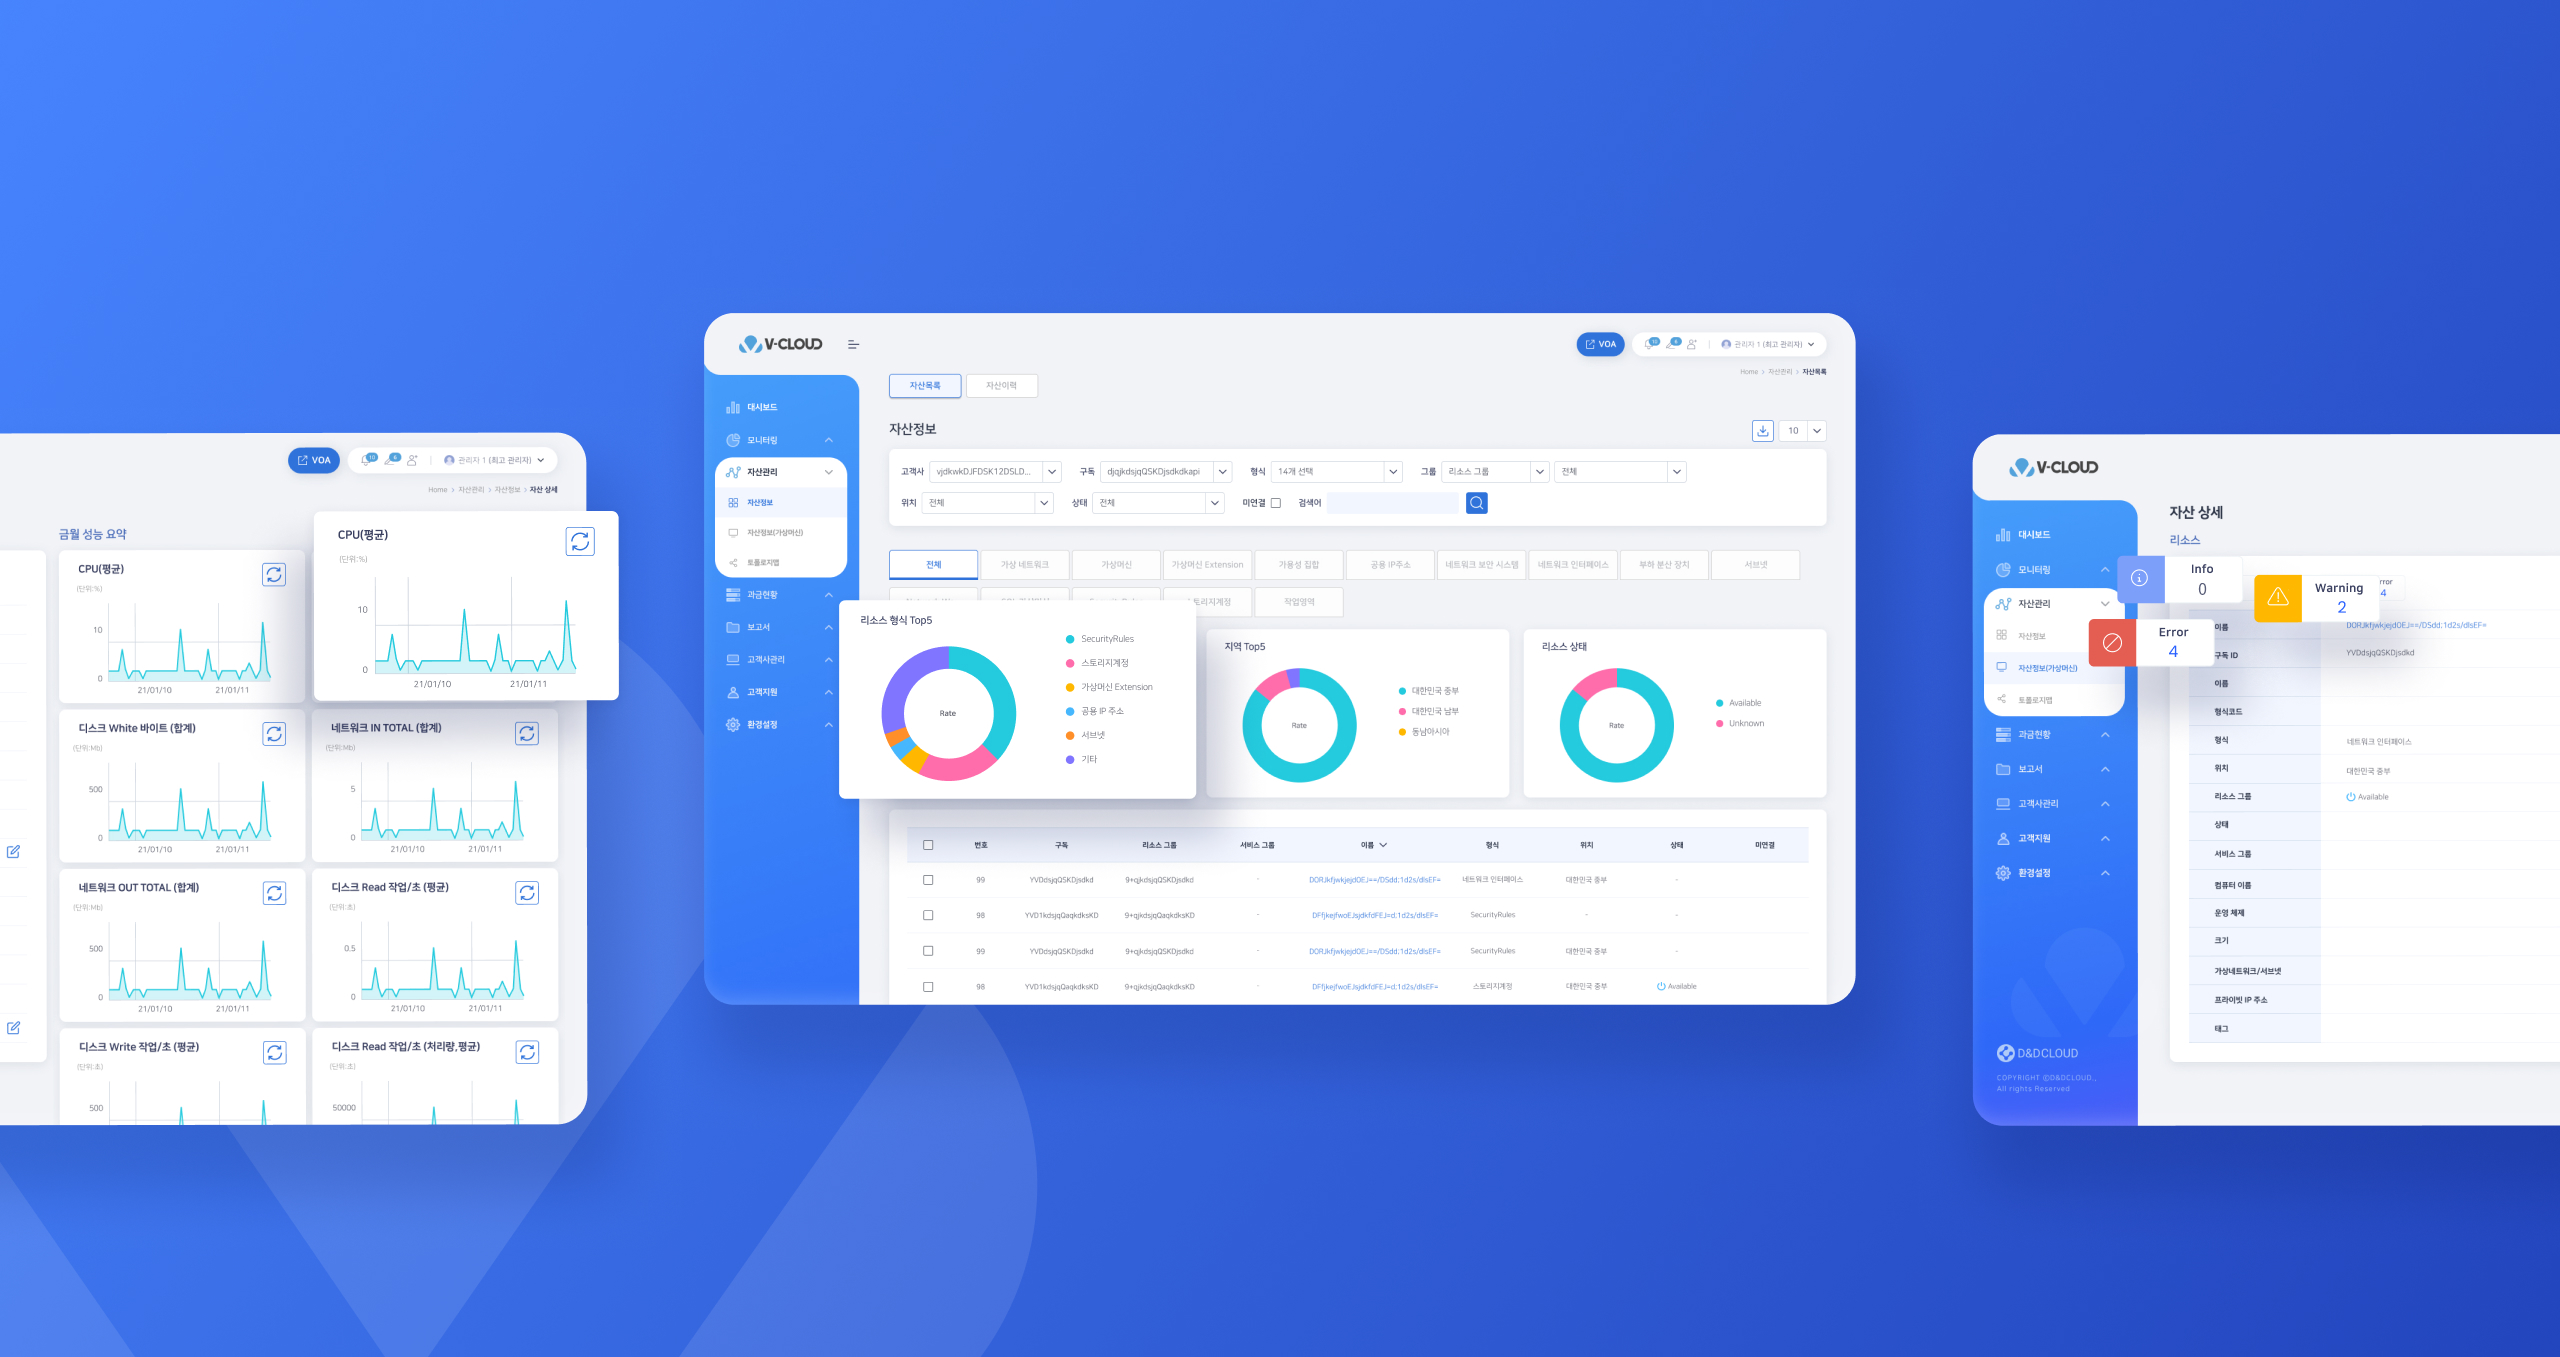 VOA
10
6
관리자 1 (최고 관리자)
Home > 자산관리 > 자산정보 > 자산 상세
금월 성능 요약
CPU(평균)
(단위:%)
10
0
21/01/10
21/01/11
CPU(평균)
(단위:%)
10
0
21/01/10
21/01/11
디스크 White 바이트 (합계)
(단위:Mb)
500
0
21/01/10
21/01/11
네트워크 IN TOTAL (합계)
(단위:Mb)
5
0
21/01/10
21/01/11
네트워크 OUT TOTAL (합계)
(단위:Mb)
500
0
21/01/10
21/01/11
디스크 Read 작업/초 (평균)
(단위:초)
0.5
0
21/01/10
21/01/11
디스크 Write 작업/초 (평균)
(단위:초)
500
디스크 Read 작업/초 (처리량,평균)
(단위:초)
50000
V-CLOUD
VOA
10
6
관리자 1 (최고 관리자)
Home > 자산관리 > 자산목록
대시보드
모니터링
자산관리
자산정보
자산정보(가상머신)
토폴로지맵
과금현황
보고서
고객사관리
고객지원
환경설정
자산목록
자산이력
자산정보
10
고객사 vjdkwkDJFDSK12DSLD...
구독 djqjkdsjqQSKDjsdkdkapi
형식 14개 선택
그룹 리소스 그룹
전체
위치 전체
상태 전체
미연결
검색어
전체
가상 네트워크
가상머신
가상머신 Extension
가용성 집합
공용 IP주소
네트워크 보안 시스템
네트워크 인터페이스
부하 분산 장치
서브넷
토리지계정
작업영역
리소스 형식 Top5
Rate
SecurityRules
스토리지계정
가상머신 Extension
공용 IP 주소
서브넷
기타
지역 Top5
Rate
대한민국 중부
대한민국 남부
동남아시아
리소스 상태
Rate
Available
Unknown
번호 구독 리소스 그룹 서비스 그룹 이름 형식 위치 상태 미연결
99 YVDdsjqQSKDjsdkd 9+qjkdsjqQSKDjsdkd - DORJkfjwkjejdOEJ==/DSdd:1d2s/dlsEF= 네트워크 인터페이스 대한민국 중부 -
98 YVD1kdsjqQaqkdksKD 9+qjkdsjqQaqkdksKD - DFfjkejfwoEJsjdkfdFEJ=d:1d2s/dlsEF= SecurityRules - -
99 YVDdsjqQSKDjsdkd 9+qjkdsjqQSKDjsdkd - DORJkfjwkjejdOEJ==/DSdd:1d2s/dlsEF= SecurityRules 대한민국 중부 -
98 YVD1kdsjqQaqkdksKD 9+qjkdsjqQaqkdksKD - DFfjkejfwoEJsjdkfdFEJ=d:1d2s/dlsEF= 스토리지계정 대한민국 중부 Available
V-CLOUD
대시보드
모니터링
자산관리
자산정보
자산정보(가상머신)
토폴로지맵
과금현황
보고서
고객사관리
고객지원
환경설정
D&DCLOUD
COPYRIGHT ⓒD&DCLOUD.,
All rights Reserved
자산 상세
리소스
Info
0
Warning
2
rror
4
Error
4
이름 DORJkfjwkjejdOEJ==/DSdd:1d2s/dlsEF=
구독 ID YVDdsjqQSKDjsdkd
이름
형식코드
형식 네트워크 인터페이스
위치 대한민국 중부
리소스 그룹 Available
상태
서비스 그룹
컴퓨터 이름
운영 체제
크기
가상네트워크/서브넷
프라이빗 IP 주소
태그